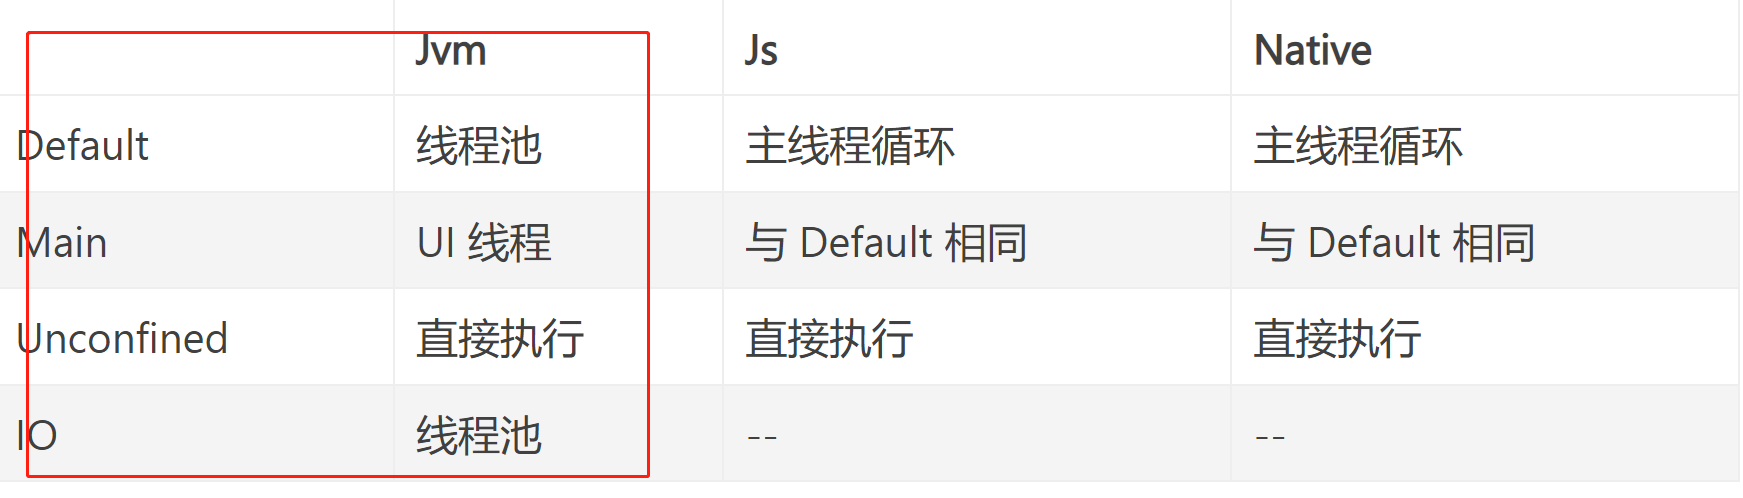 Jvm Js Native
Default 线程池 主线程循环 主线程循环
Main UI 线程 与 Default 相同 与 Default 相同
Unconfined 直接执行 直接执行 直接执行
IO 线程池 -- --